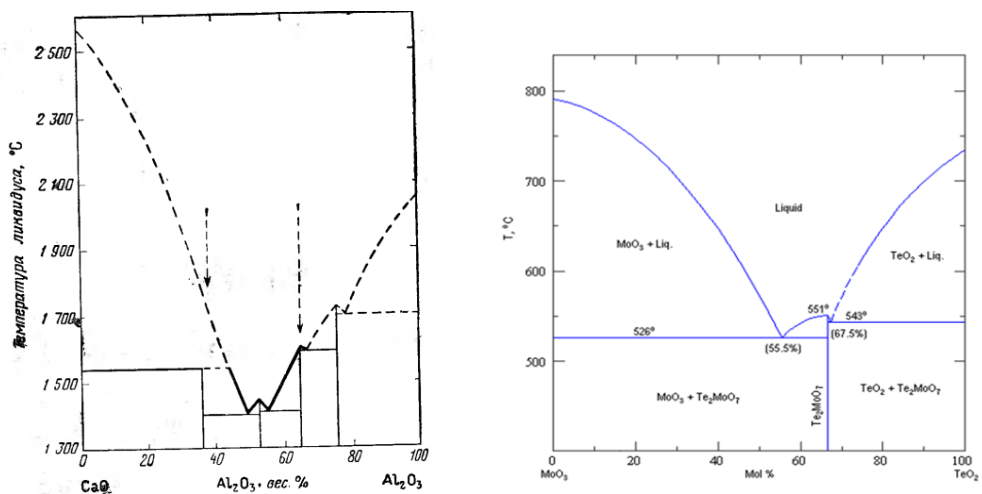 Температура ликвидуса, °C
2 500
2 300
2 100
1 900
1 700
1 500
1 300
0
20
40
60
80
100
CaO
Al₂O₃, вес. %
Al₂O₃
T, °C
800
700
600
500
Liquid
MoO₃ + Liq.
TeO₂ + Liq.
551°
543°
526°
(55.5%)
(67.5%)
MoO₃ + Te₂MoO₇
Te₂MoO₇
TeO₂ + Te₂MoO₇
0
20
40
60
80
100
MoO₃
Mol %
TeO₂